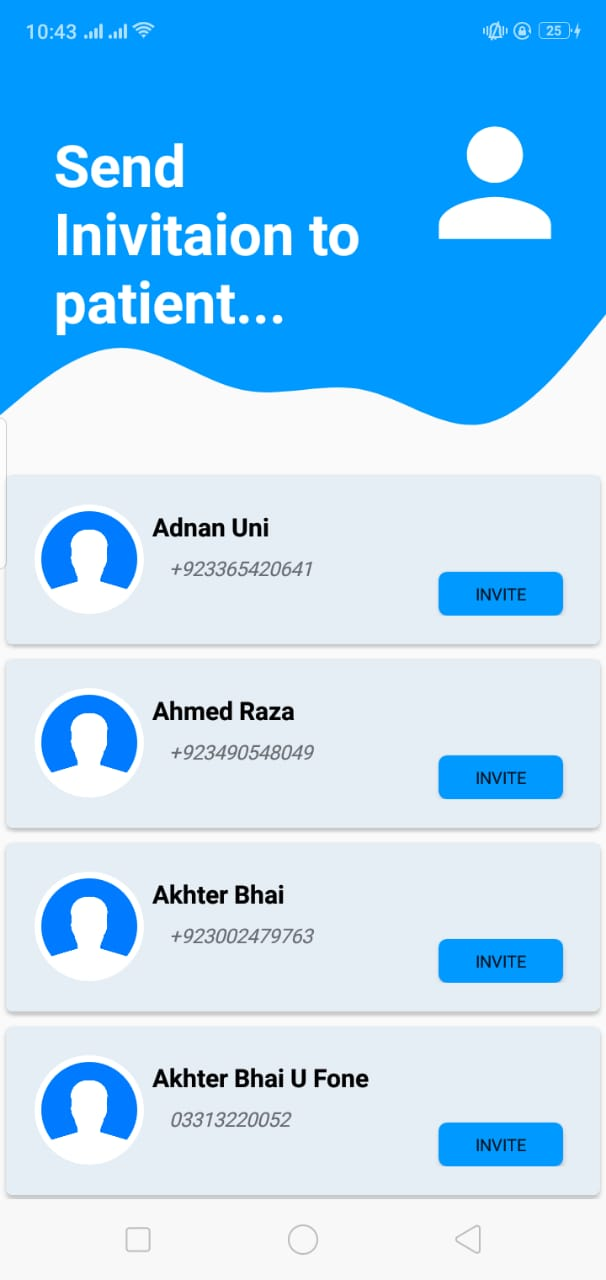 10:43
25
Send
Inivitaion to
patient...
Adnan Uni
+923365420641
INVITE
Ahmed Raza
+923490548049
INVITE
Akhter Bhai
+923002479763
INVITE
Akhter Bhai U Fone
03313220052
INVITE